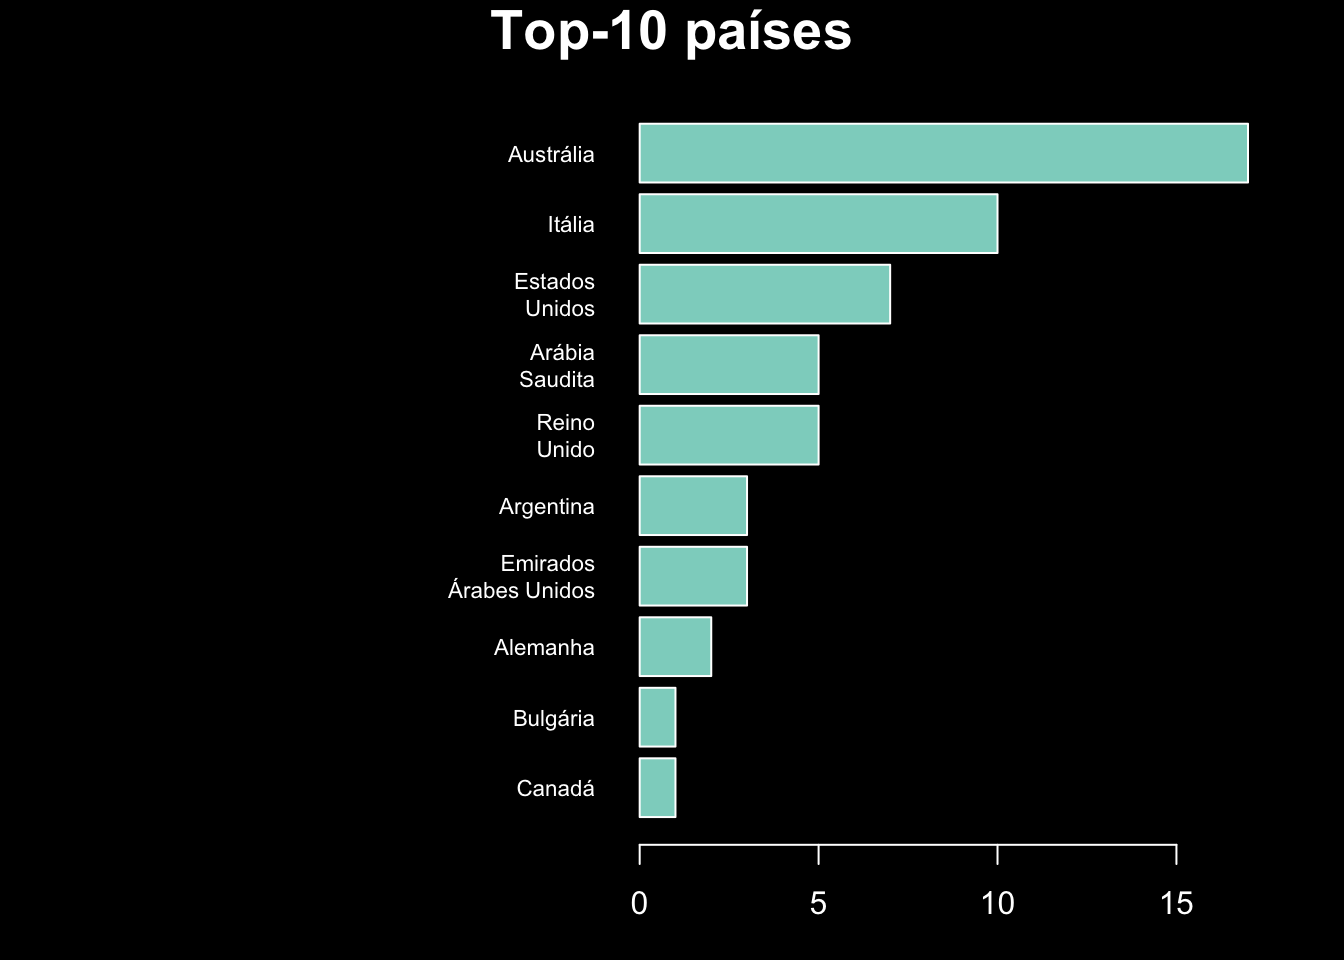 Top-10 países
Austrália
Itália
Estados
Unidos
Arábia
Saudita
Reino
Unido
Argentina
Emirados
Árabes Unidos
Alemanha
Bulgária
Canadá
0 5 10 15